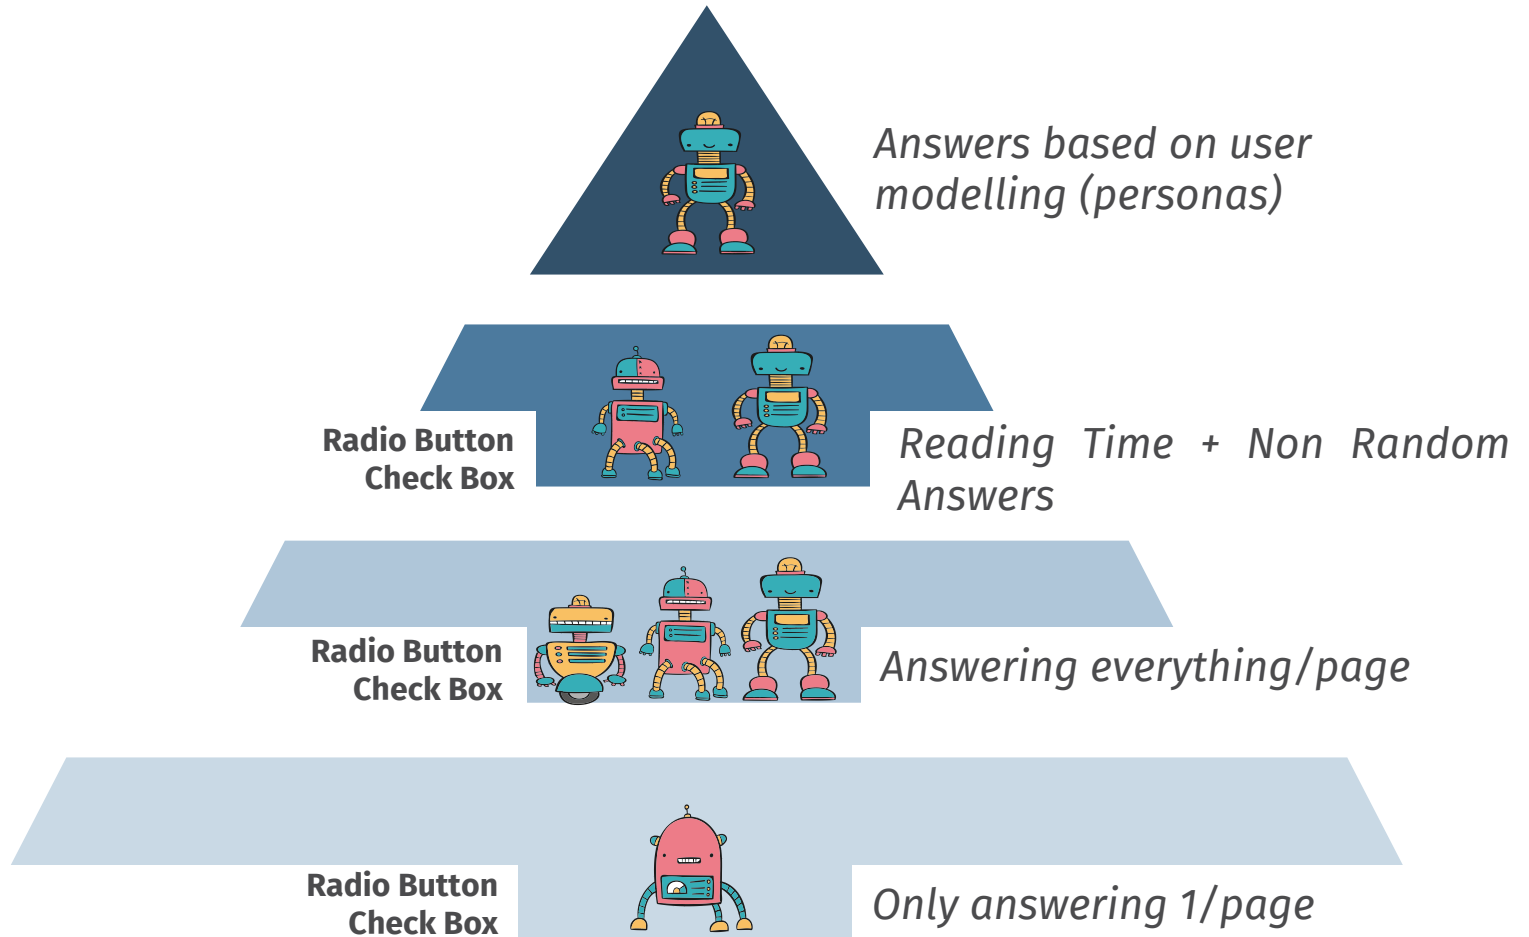 Answers based on user
modelling (personas)
Radio Button
Check Box
Reading Time + Non Random
Answers
Radio Button
Check Box
Answering everything/page
Radio Button
Check Box
Only answering 1/page